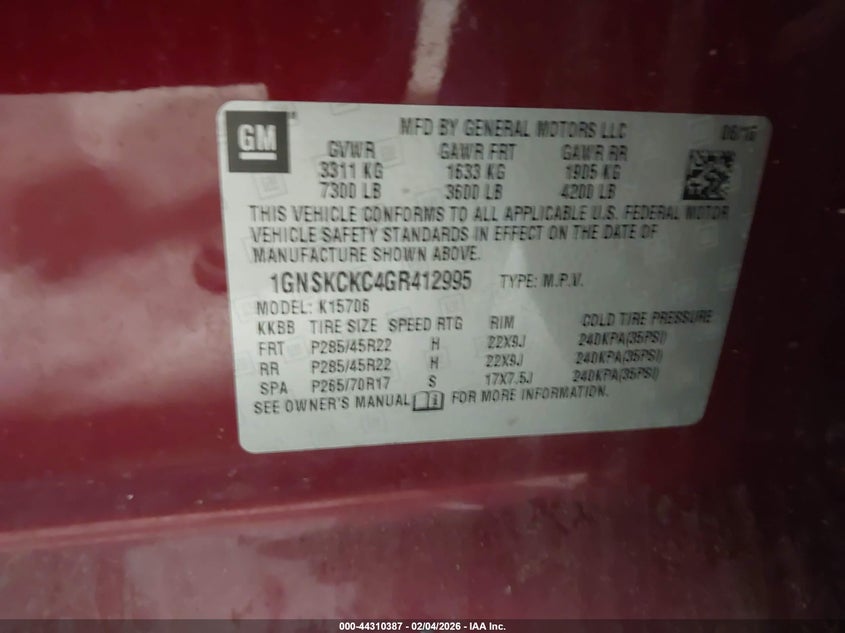 GM
MFD BY GENERAL MOTORS LLC 06/16
GVWR GAWR FRT GAWR RR
3311 KG 1633 KG 1905 KG
7300 LB 3600 LB 4200 LB
THIS VEHICLE CONFORMS TO ALL APPLICABLE U.S. FEDERAL MOTOR
VEHICLE SAFETY STANDARDS IN EFFECT ON THE DATE OF
MANUFACTURE SHOWN ABOVE.
1GNSKCKC4GR412995 TYPE: M.P.V.
MODEL: K15706
KKBB TIRE SIZE SPEED RTG RIM COLD TIRE PRESSURE
FRT P285/45R22 H 22X9J 240KPA(35PSI)
RR P285/45R22 H 22X9J 240KPA(35PSI)
SPA P265/70R17 S 17X7.5J 240KPA(35PSI)
SEE OWNER'S MANUAL FOR MORE INFORMATION.
000-44310387 - 02/04/2026 - IAA Inc.